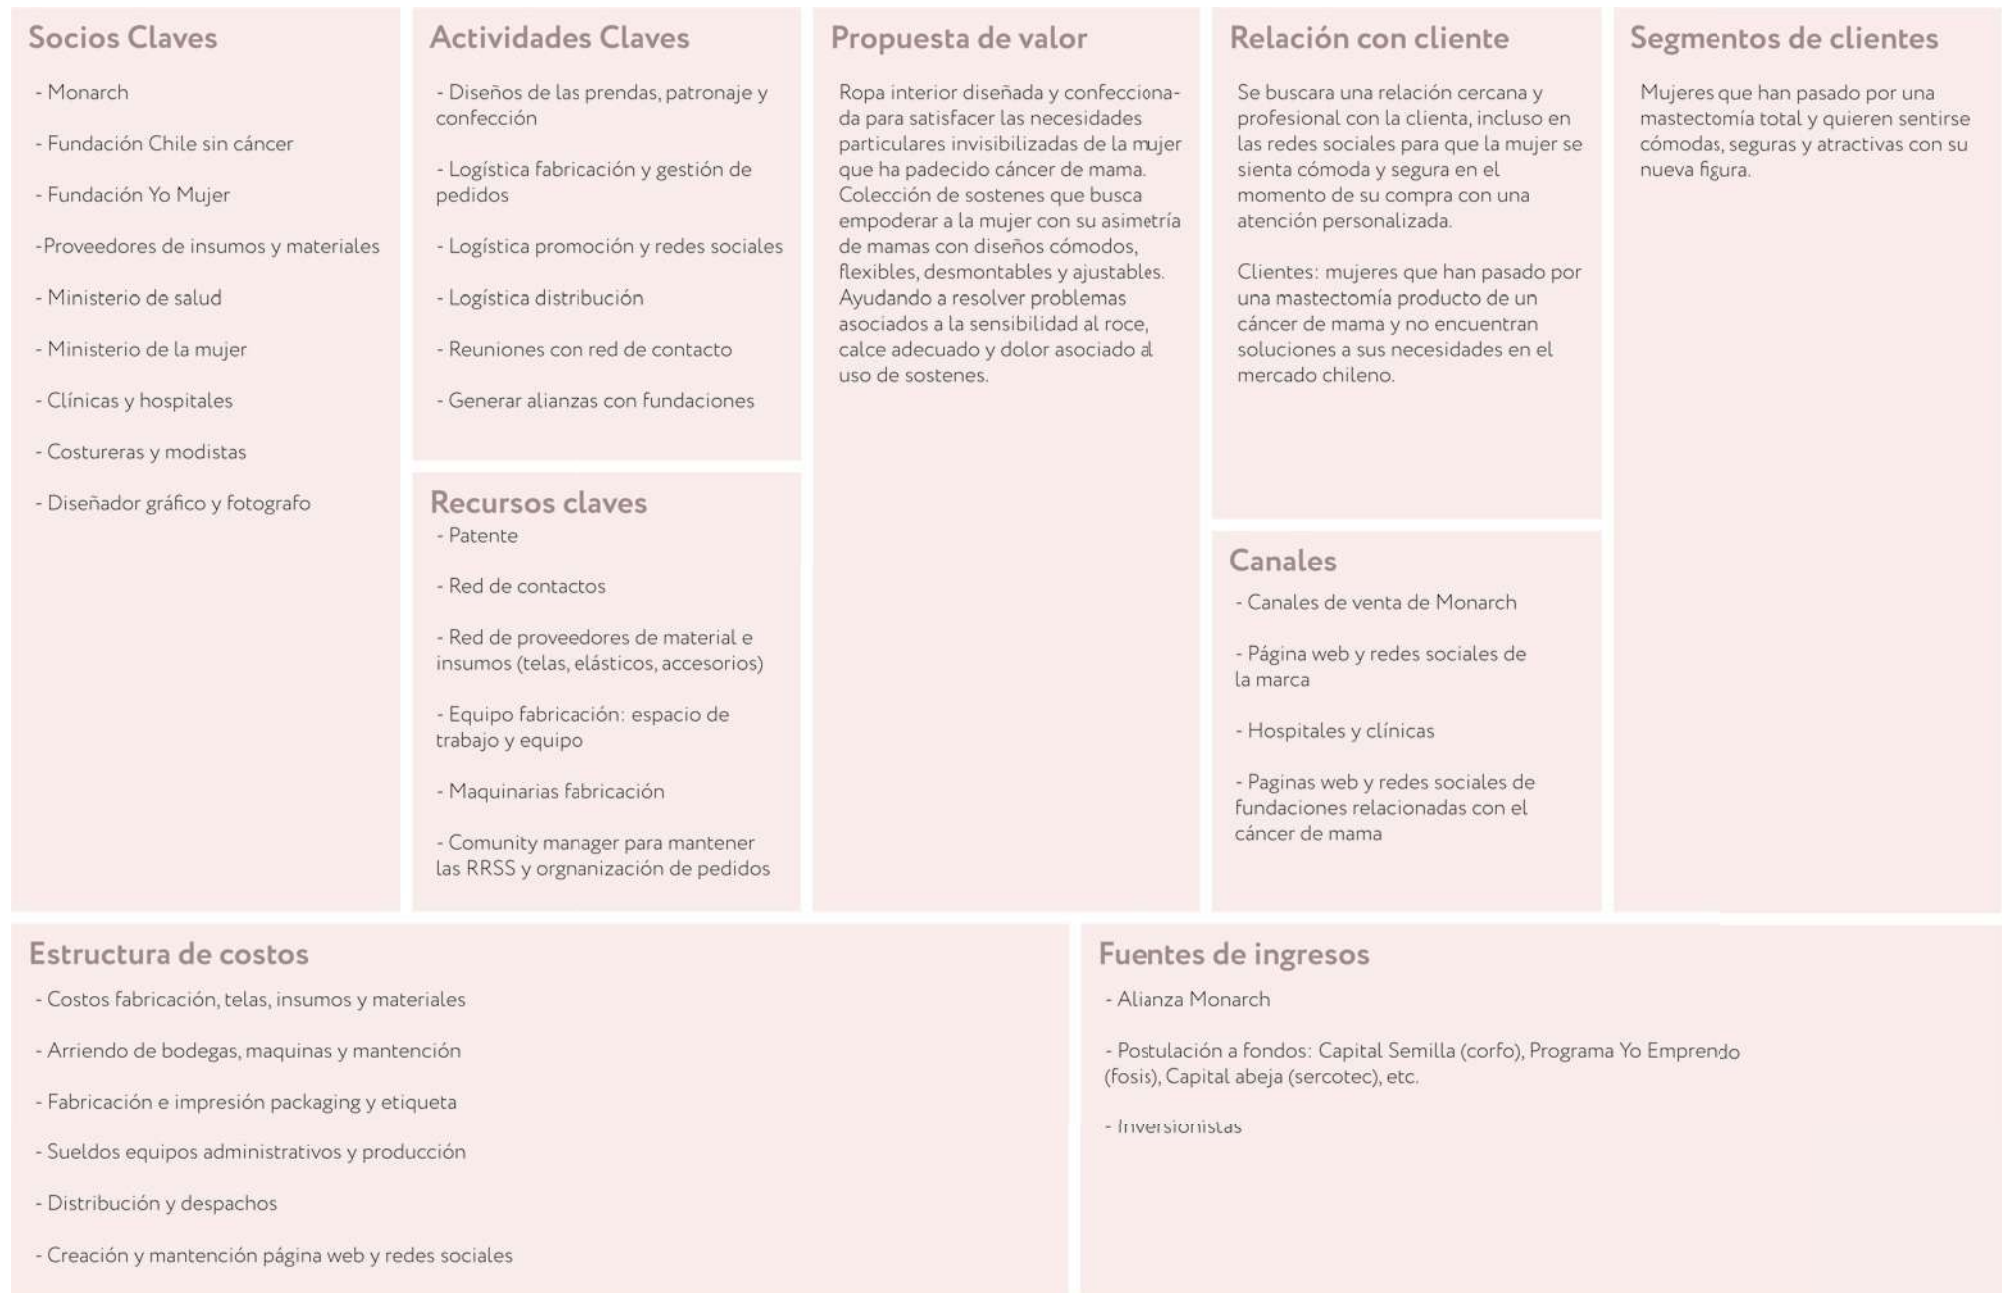 Socios Claves
- Monarch
- Fundación Chile sin cáncer
- Fundación Yo Mujer
-Proveedores de insumos y materiales
- Ministerio de salud
- Ministerio de la mujer
- Clínicas y hospitales
- Costureras y modistas
- Diseñador gráfico y fotografo
Actividades Claves
- Diseños de las prendas, patronaje y
confección
- Logística fabricación y gestión de
pedidos
- Logística promoción y redes sociales
- Logística distribución
- Reuniones con red de contacto
- Generar alianzas con fundaciones
Recursos claves
- Patente
- Red de contactos
- Red de proveedores de material e
insumos (telas, elásticos, accesorios)
- Equipo fabricación: espacio de
trabajo y equipo
- Maquinarias fabricación
- Comunity manager para mantener
las RRSS y orgnanización de pedidos
Propuesta de valor
Ropa interior diseñada y confecciona-
da para satisfacer las necesidades
particulares invisibilizadas de la mujer
que ha padecido cáncer de mama.
Colección de sostenes que busca
empoderar a la mujer con su asimetría
de mamas con diseños cómodos,
flexibles, desmontables y ajustables.
Ayudando a resolver problemas
asociados a la sensibilidad al roce,
calce adecuado y dolor asociado al
uso de sostenes.
Relación con cliente
Se buscara una relación cercana y
profesional con la clienta, incluso en
las redes sociales para que la mujer se
sienta cómoda y segura en el
momento de su compra con una
atención personalizada.
Clientes: mujeres que han pasado por
una mastectomía producto de un
cáncer de mama y no encuentran
soluciones a sus necesidades en el
mercado chileno.
Canales
- Canales de venta de Monarch
- Página web y redes sociales de
la marca
- Hospitales y clínicas
- Paginas web y redes sociales de
fundaciones relacionadas con el
cáncer de mama
Segmentos de clientes
Mujeres que han pasado por una
mastectomía total y quieren sentirse
cómodas, seguras y atractivas con su
nueva figura.
Estructura de costos
- Costos fabricación, telas, insumos y materiales
- Arriendo de bodegas, maquinas y mantención
- Fabricación e impresión packaging y etiqueta
- Sueldos equipos administrativos y producción
- Distribución y despachos
- Creación y mantención página web y redes sociales
Fuentes de ingresos
- Alianza Monarch
- Postulación a fondos: Capital Semilla (corfo), Programa Yo Emprendo
(fosis), Capital abeja (sercotec), etc.
- Inversionistas